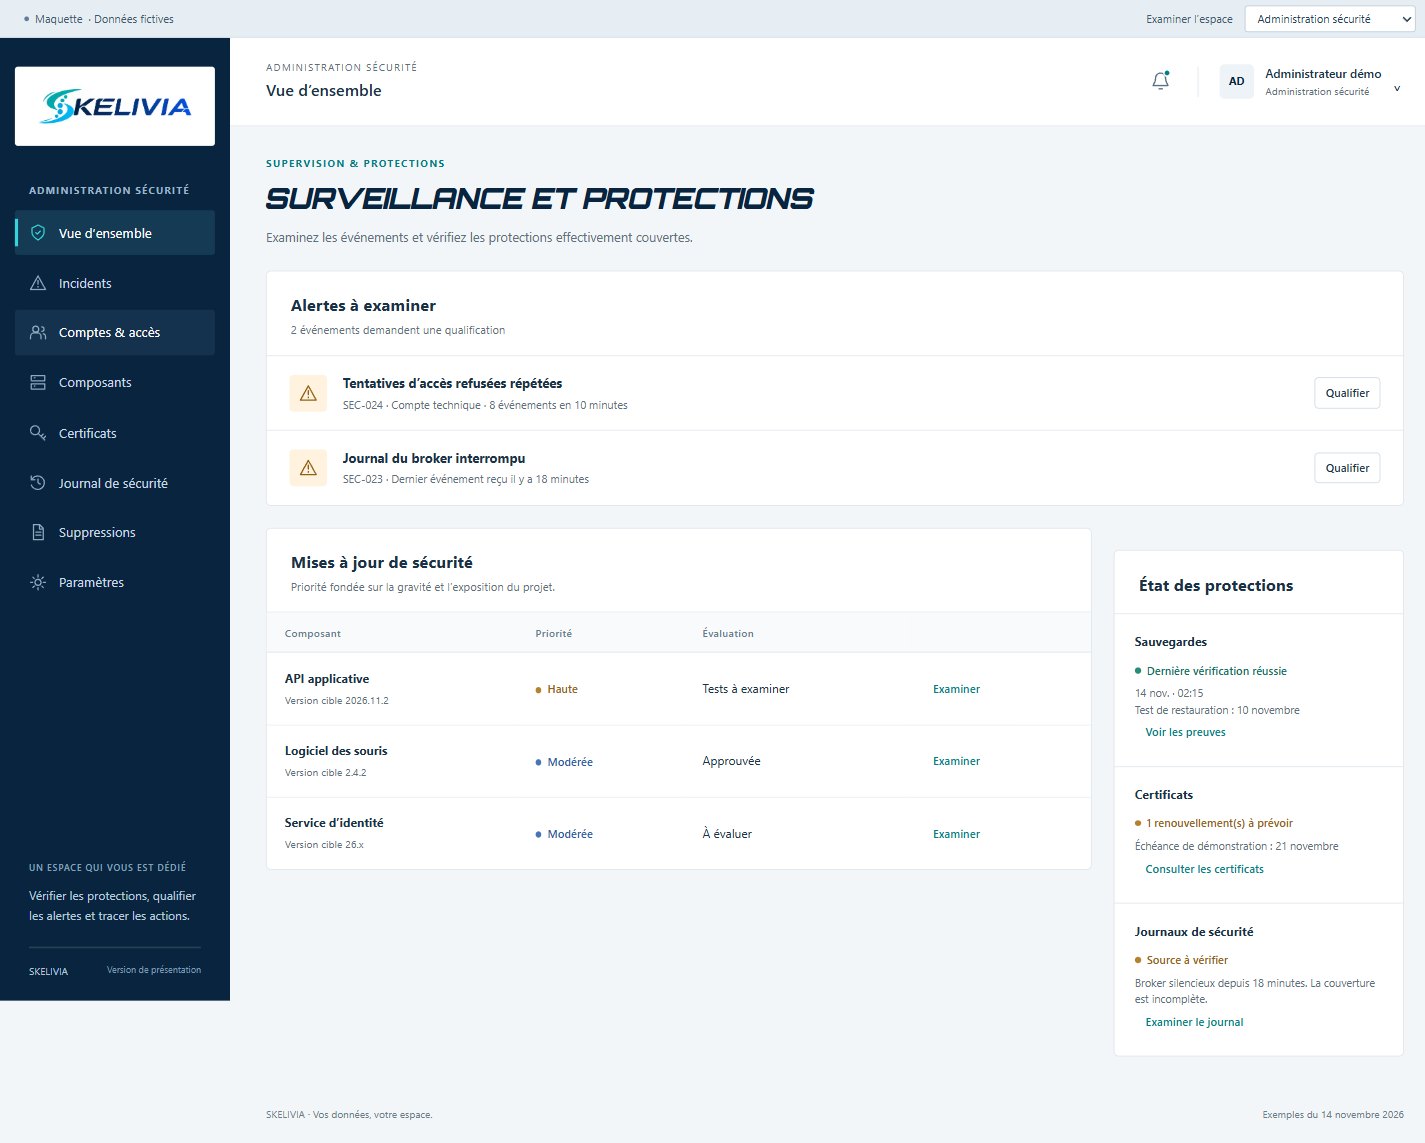 Maquette · Données fictives
Examiner l'espace
Administration sécurité
SKELIVIA
ADMINISTRATION SÉCURITÉ
Vue d'ensemble
Incidents
Comptes & accès
Composants
Certificats
Journal de sécurité
Suppressions
Paramètres
UN ESPACE QUI VOUS EST DÉDIÉ
Vérifier les protections, qualifier
les alertes et tracer les actions.
SKELIVIA
Version de présentation
ADMINISTRATION SÉCURITÉ
Vue d'ensemble
AD
Administrateur démo
Administration sécurité
SUPERVISION & PROTECTIONS
SURVEILLANCE ET PROTECTIONS
Examinez les événements et vérifiez les protections effectivement couvertes.
Alertes à examiner
2 événements demandent une qualification
Tentatives d'accès refusées répétées
SEC-024 · Compte technique · 8 événements en 10 minutes
Qualifier
Journal du broker interrompu
SEC-023 · Dernier événement reçu il y a 18 minutes
Qualifier
Mises à jour de sécurité
Priorité fondée sur la gravité et l'exposition du projet.
Composant Priorité Évaluation
API applicative
Version cible 2026.11.2
Haute
Tests à examiner
Examiner
Logiciel des souris
Version cible 2.4.2
Modérée
Approuvée
Examiner
Service d'identité
Version cible 26.x
Modérée
À évaluer
Examiner
État des protections
Sauvegardes
Dernière vérification réussie
14 nov. · 02:15
Test de restauration : 10 novembre
Voir les preuves
Certificats
1 renouvellement(s) à prévoir
Échéance de démonstration : 21 novembre
Consulter les certificats
Journaux de sécurité
Source à vérifier
Broker silencieux depuis 18 minutes. La couverture
est incomplète.
Examiner le journal
SKELIVIA · Vos données, votre espace.
Exemples du 14 novembre 2026